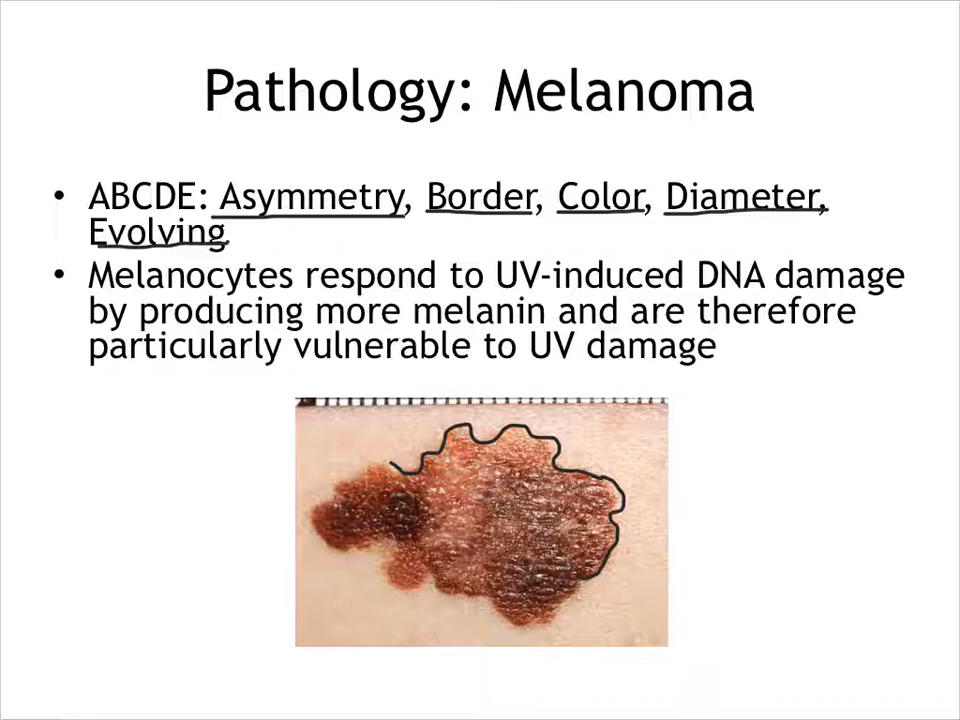 Pathology: Melanoma
• ABCDE: Asymmetry, Border, Color, Diameter,
Evolving
• Melanocytes respond to UV-induced DNA damage
by producing more melanin and are therefore
particularly vulnerable to UV damage